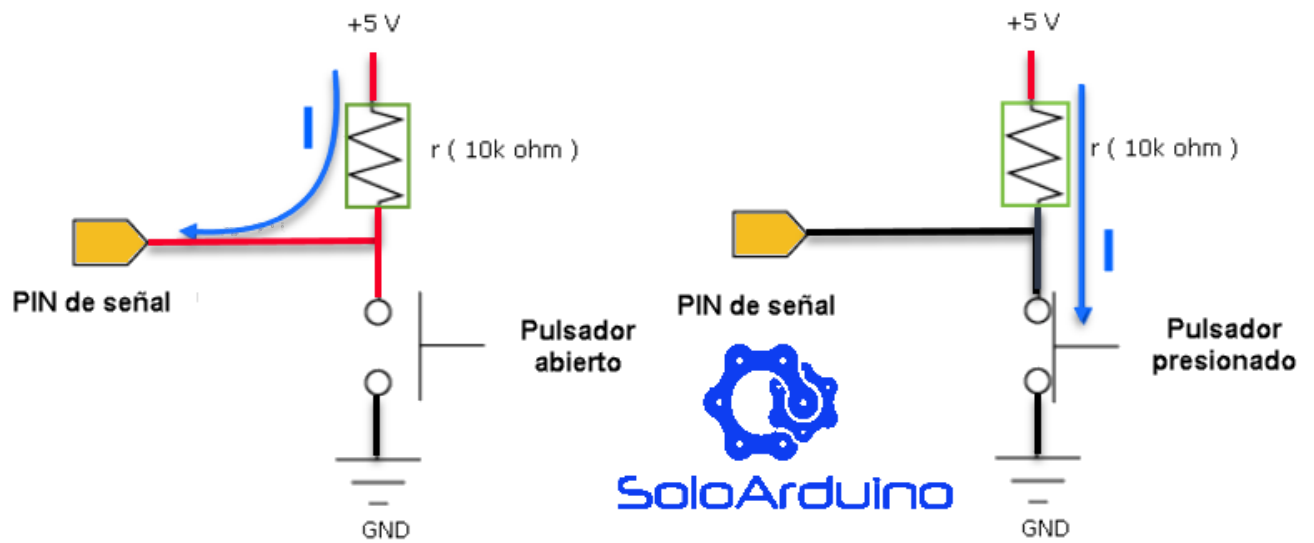 +5 V
I
r ( 10k ohm )
PIN de señal
Pulsador
abierto
GND
+5 V
r ( 10k ohm )
I
PIN de señal
Pulsador
presionado
GND
SoloArduino